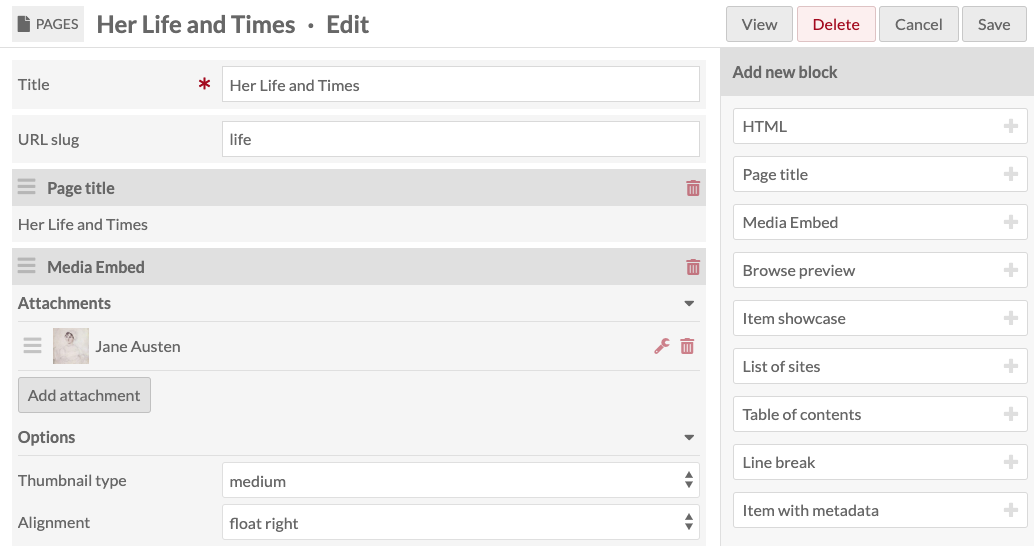 PAGES Her Life and Times · Edit
View Delete Cancel Save
Title * Her Life and Times
URL slug life
Page title
Her Life and Times
Media Embed
Attachments
Jane Austen
Add attachment
Options
Thumbnail type medium
Alignment float right
Add new block
HTML
Page title
Media Embed
Browse preview
Item showcase
List of sites
Table of contents
Line break
Item with metadata